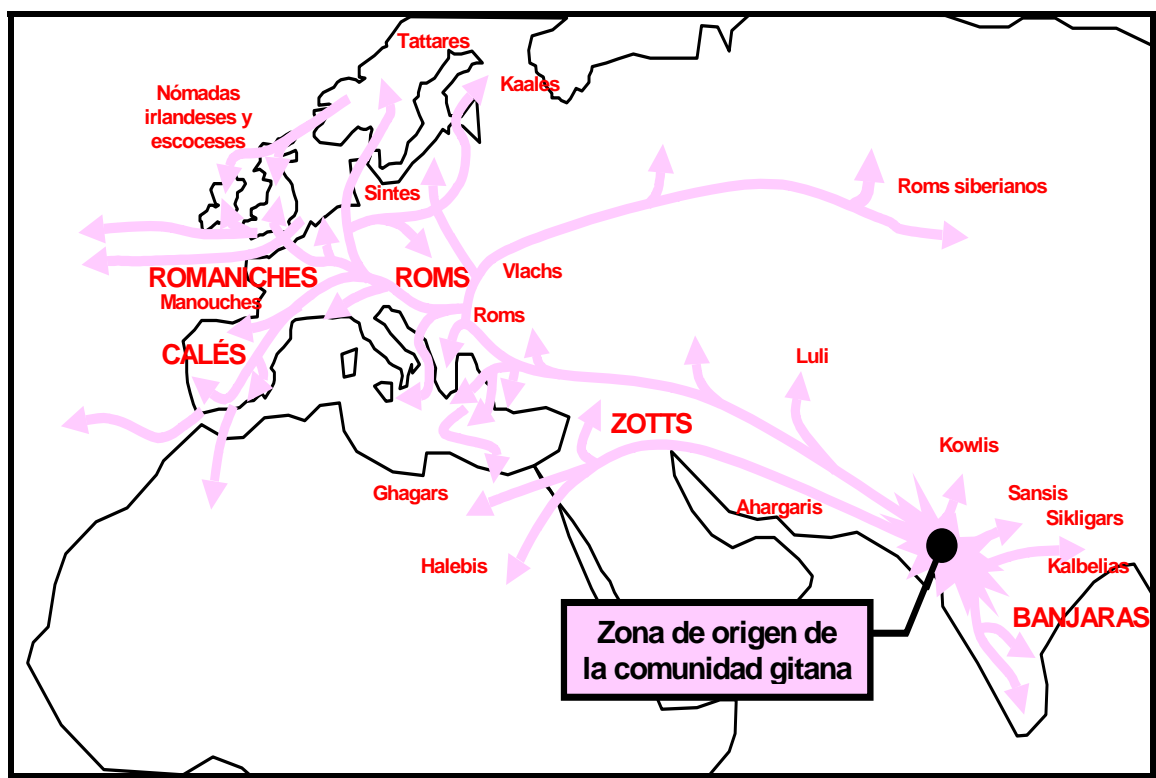 Tattares
Kaales
Nómadas
irlandeses y
escoceses
Sintes
Roms siberianos
ROMANICHES
ROMS
Vlachs
Manouches
Roms
CALÉS
Luli
ZOTTS
Kowlis
Ghagars
Sansis
Ahargaris
Sikligars
Halebis
Kalbelias
BANJARAS
Zona de origen de
la comunidad gitana